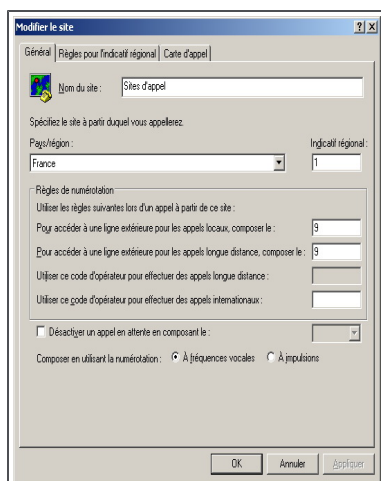 Modifier le site
Général Règles pour l'indicatif régional Carte d'appel
Nom du site : Sites d'appel
Spécifiez le site à partir duquel vous appellerez.
Pays/région : Indicatif régional :
France 1
Règles de numérotation
Utiliser les règles suivantes lors d'un appel à partir de ce site :
Pour accéder à une ligne extérieure pour les appels locaux, composer le : 9
Pour accéder à une ligne extérieure pour les appels longue distance, composer le : 9
Utiliser ce code d'opérateur pour effectuer des appels longue distance :
Utiliser ce code d'opérateur pour effectuer des appels internationaux :
Désactiver un appel en attente en composant le :
Composer en utilisant la numérotation : À fréquences vocales À impulsions
OK Annuler Appliquer